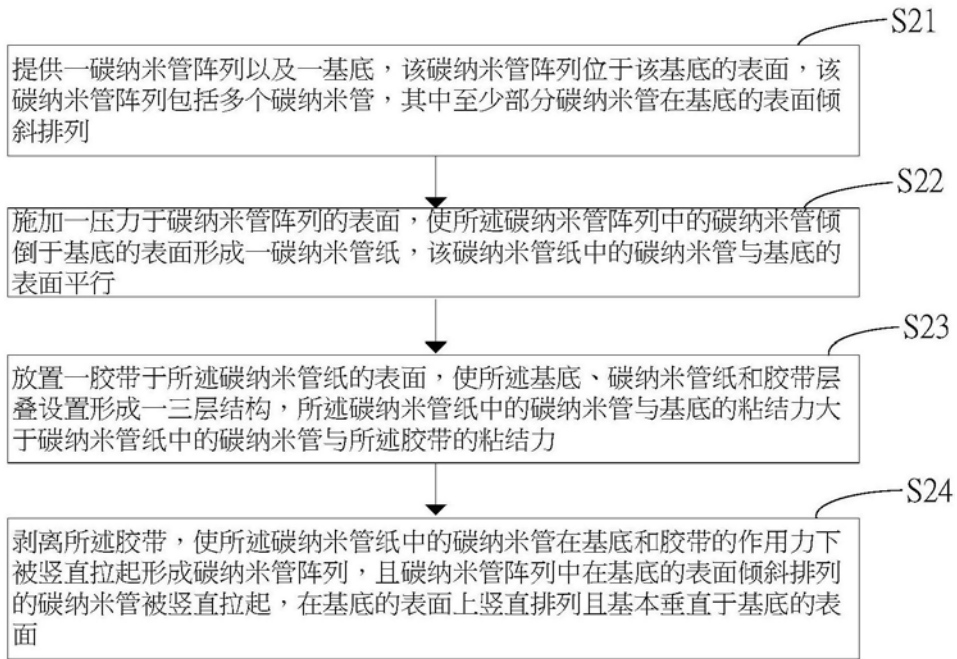 S21
提供一碳纳米管阵列以及一基底，该碳纳米管阵列位于该基底的表面，该
碳纳米管阵列包括多个碳纳米管，其中至少部分碳纳米管在基底的表面倾
斜排列
S22
施加一压力于碳纳米管阵列的表面，使所述碳纳米管阵列中的碳纳米管倾
倒于基底的表面形成一碳纳米管纸，该碳纳米管纸中的碳纳米管与基底的
表面平行
S23
放置一胶带于所述碳纳米管纸的表面，使所述基底、碳纳米管纸和胶带层
叠设置形成一三层结构，所述碳纳米管纸中的碳纳米管与基底的粘结力大
于碳纳米管纸中的碳纳米管与所述胶带的粘结力
S24
剥离所述胶带，使所述碳纳米管纸中的碳纳米管在基底和胶带的作用力下
被竖直拉起形成碳纳米管阵列，且碳纳米管阵列中在基底的表面倾斜排列
的碳纳米管被竖直拉起，在基底的表面上竖直排列且基本垂直于基底的表
面